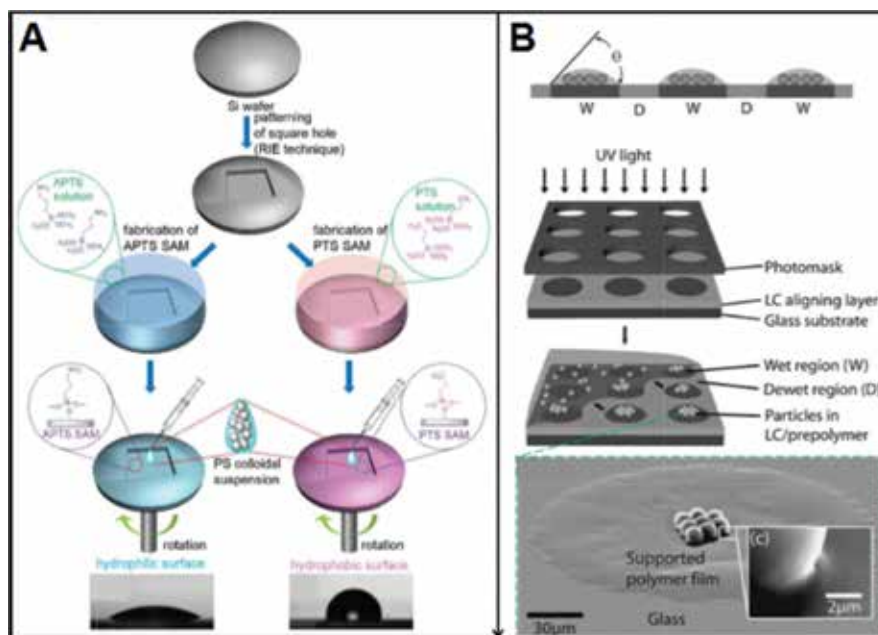 A
Si wafer
patterning
of square hole
(RIE technique)
APTS
solution
PTS
solution
fabrication of
APTS SAM
fabrication of
PTS SAM
APTS SAM
PTS SAM
PS colloidal
suspension
rotation
rotation
hydrophilic surface
hydrophobic surface
B
θ
W
D
W
D
W
UV light
Photomask
LC aligning layer
Glass substrate
Wet region (W)
Dewet region (D)
Particles in
LC/prepolymer
(c)
Supported
polymer film
2μm
30μm
Glass